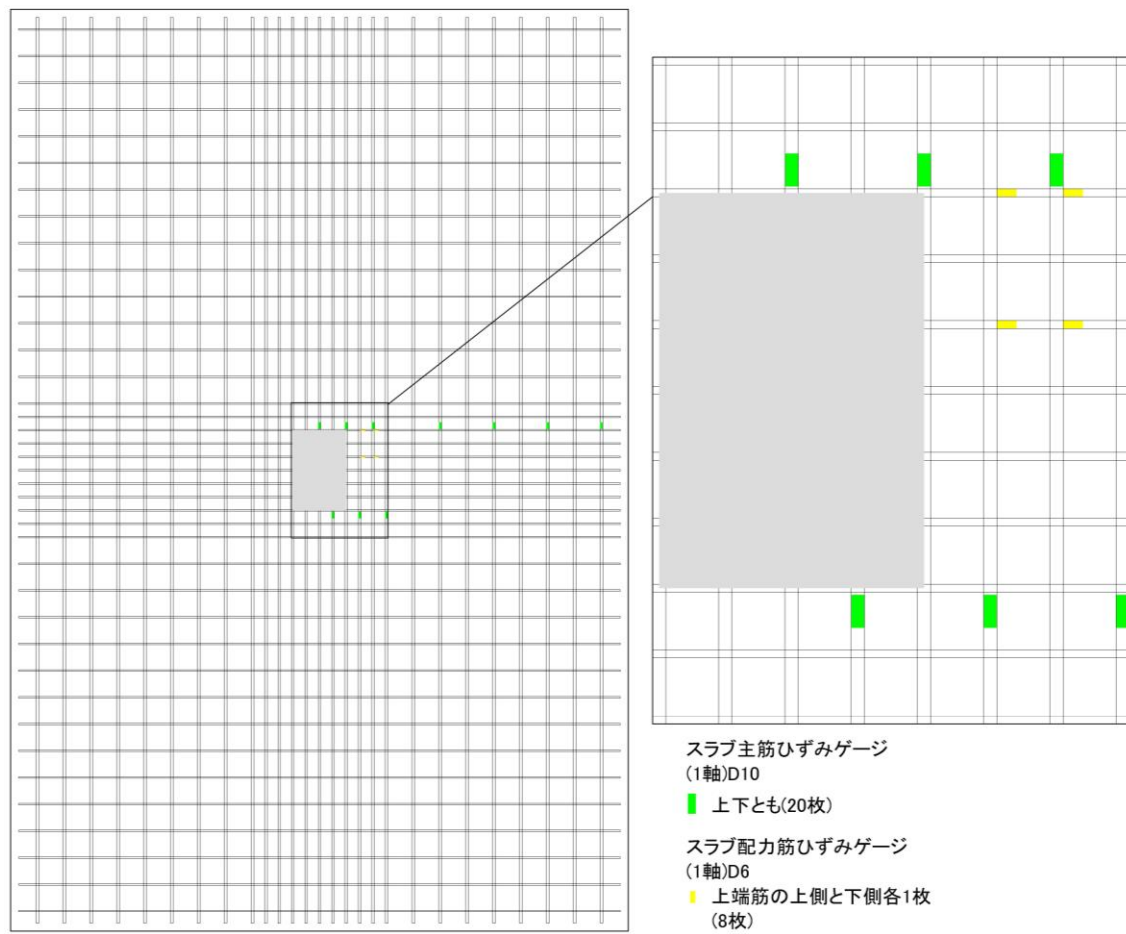 スラブ主筋ひずみゲージ
(1軸)D10
上下とも(20枚)
スラブ配力筋ひずみゲージ
(1軸)D6
上端筋の上側と下側各1枚
(8枚)